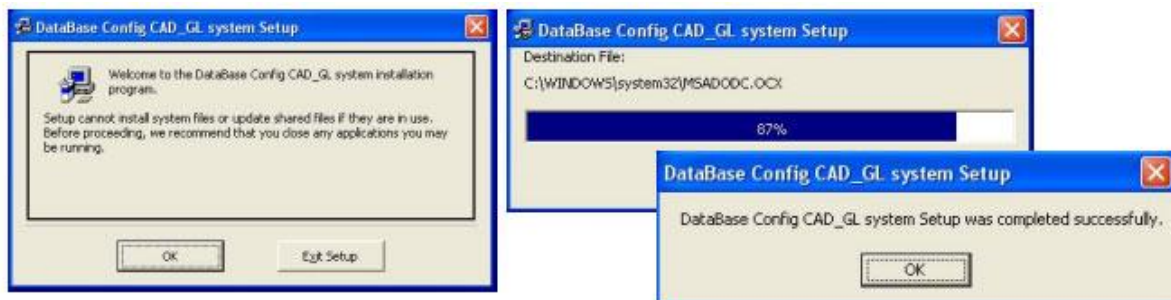 DataBase Config CAD_GL system Setup
Welcome to the DataBase Config CAD_GL system installation
program.
Setup cannot install system files or update shared files if they are in use.
Before proceeding, we recommend that you close any applications you may
be running.
OK
Exit Setup
DataBase Config CAD_GL system Setup
Destination File:
C:\WINDOWS\system32\MSADODC.OCX
87%
DataBase Config CAD_GL system Setup
DataBase Config CAD_GL system Setup was completed successfully.
OK